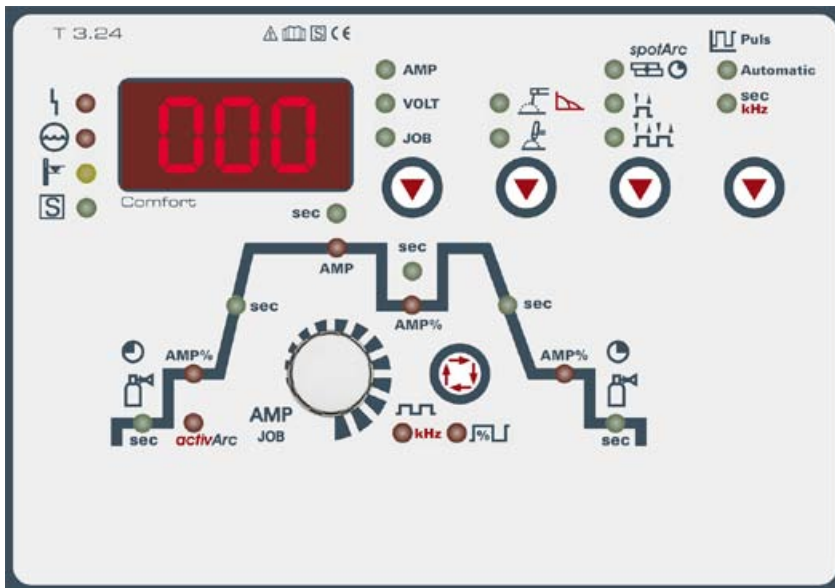 T 3.24
CE
000
Comfort
S
S
AMP
VOLT
JOB
spotArc
Puls
Automatic
sec
kHz
sec
AMP
sec
AMP%
sec
sec
AMP%
AMP%
sec
activArc
AMP
JOB
kHz
%
sec